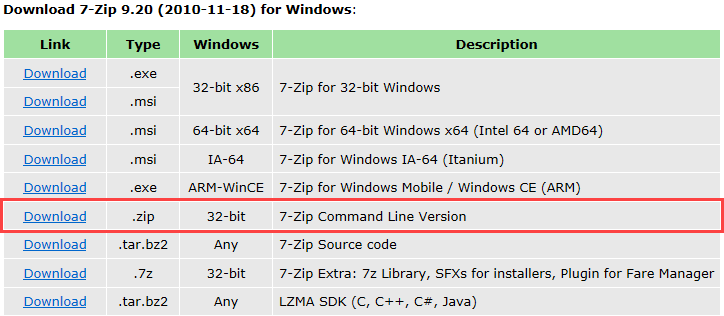 Download 7-Zip 9.20 (2010-11-18) for Windows:
Link Type Windows Description
Download .exe
32-bit x86 7-Zip for 32-bit Windows
Download .msi
Download .msi 64-bit x64 7-Zip for 64-bit Windows x64 (Intel 64 or AMD64)
Download .msi IA-64 7-Zip for Windows IA-64 (Itanium)
Download .exe ARM-WinCE 7-Zip for Windows Mobile / Windows CE (ARM)
Download .zip 32-bit 7-Zip Command Line Version
Download .tar.bz2 Any 7-Zip Source code
Download .7z 32-bit 7-Zip Extra: 7z Library, SFXs for installers, Plugin for Fare Manager
Download .tar.bz2 Any LZMA SDK (C, C++, C#, Java)